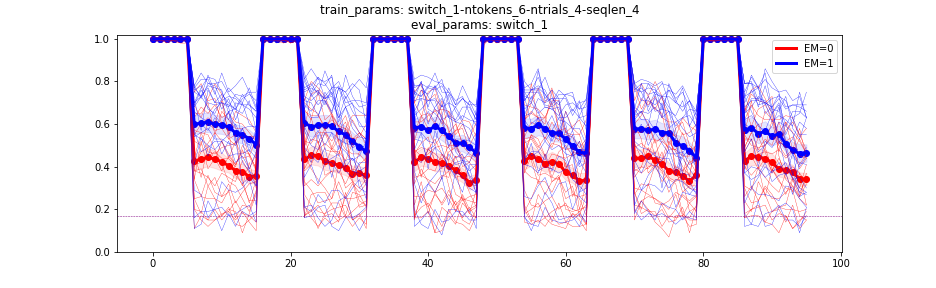 train_params: switch_1-ntokens_6-ntrials_4-seqlen_4
eval_params: switch_1
1.0
0.8
0.6
0.4
0.2
0.0
EM=0
EM=1
0 20 40 60 80 100